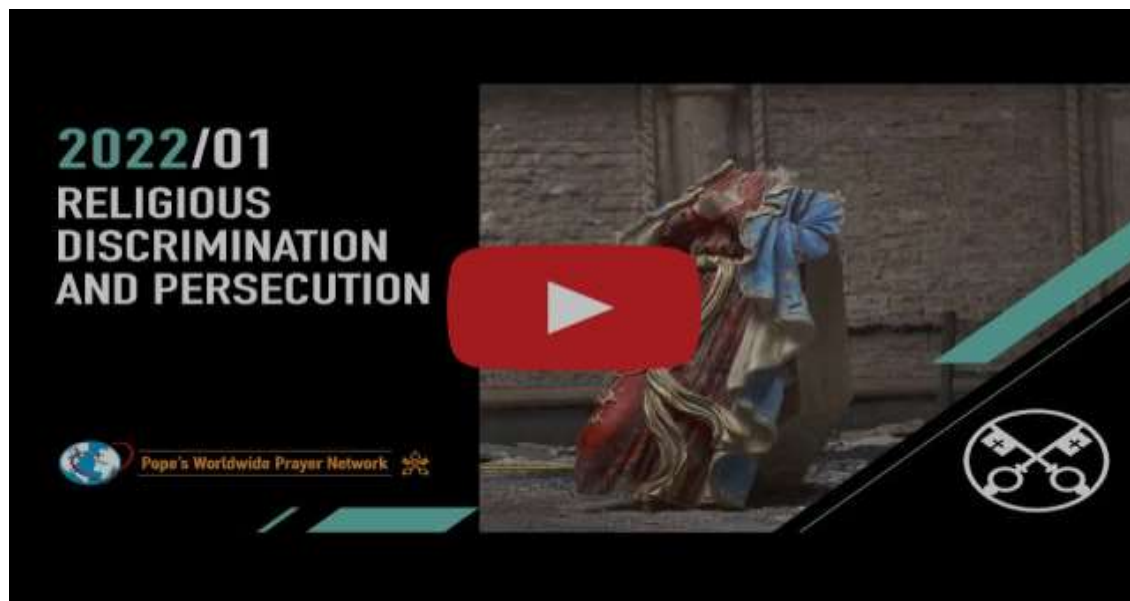 2022/01
RELIGIOUS
DISCRIMINATION
AND PERSECUTION
Pope's Worldwide Prayer Network